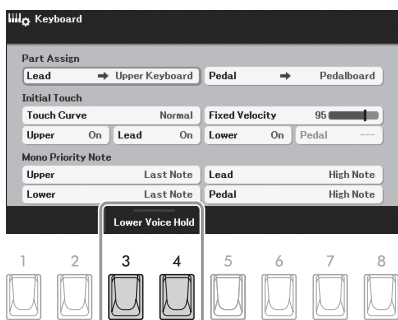 Keyboard
Part Assign
Lead ➡ Upper Keyboard Pedal ➡ Pedalboard
Initial Touch
Touch Curve Normal Fixed Velocity 95
Upper On Lead On Lower On Pedal ---
Mono Priority Note
Upper Last Note Lead High Note
Lower Last Note Pedal High Note
Lower Voice Hold
1 2 3 4 5 6 7 8